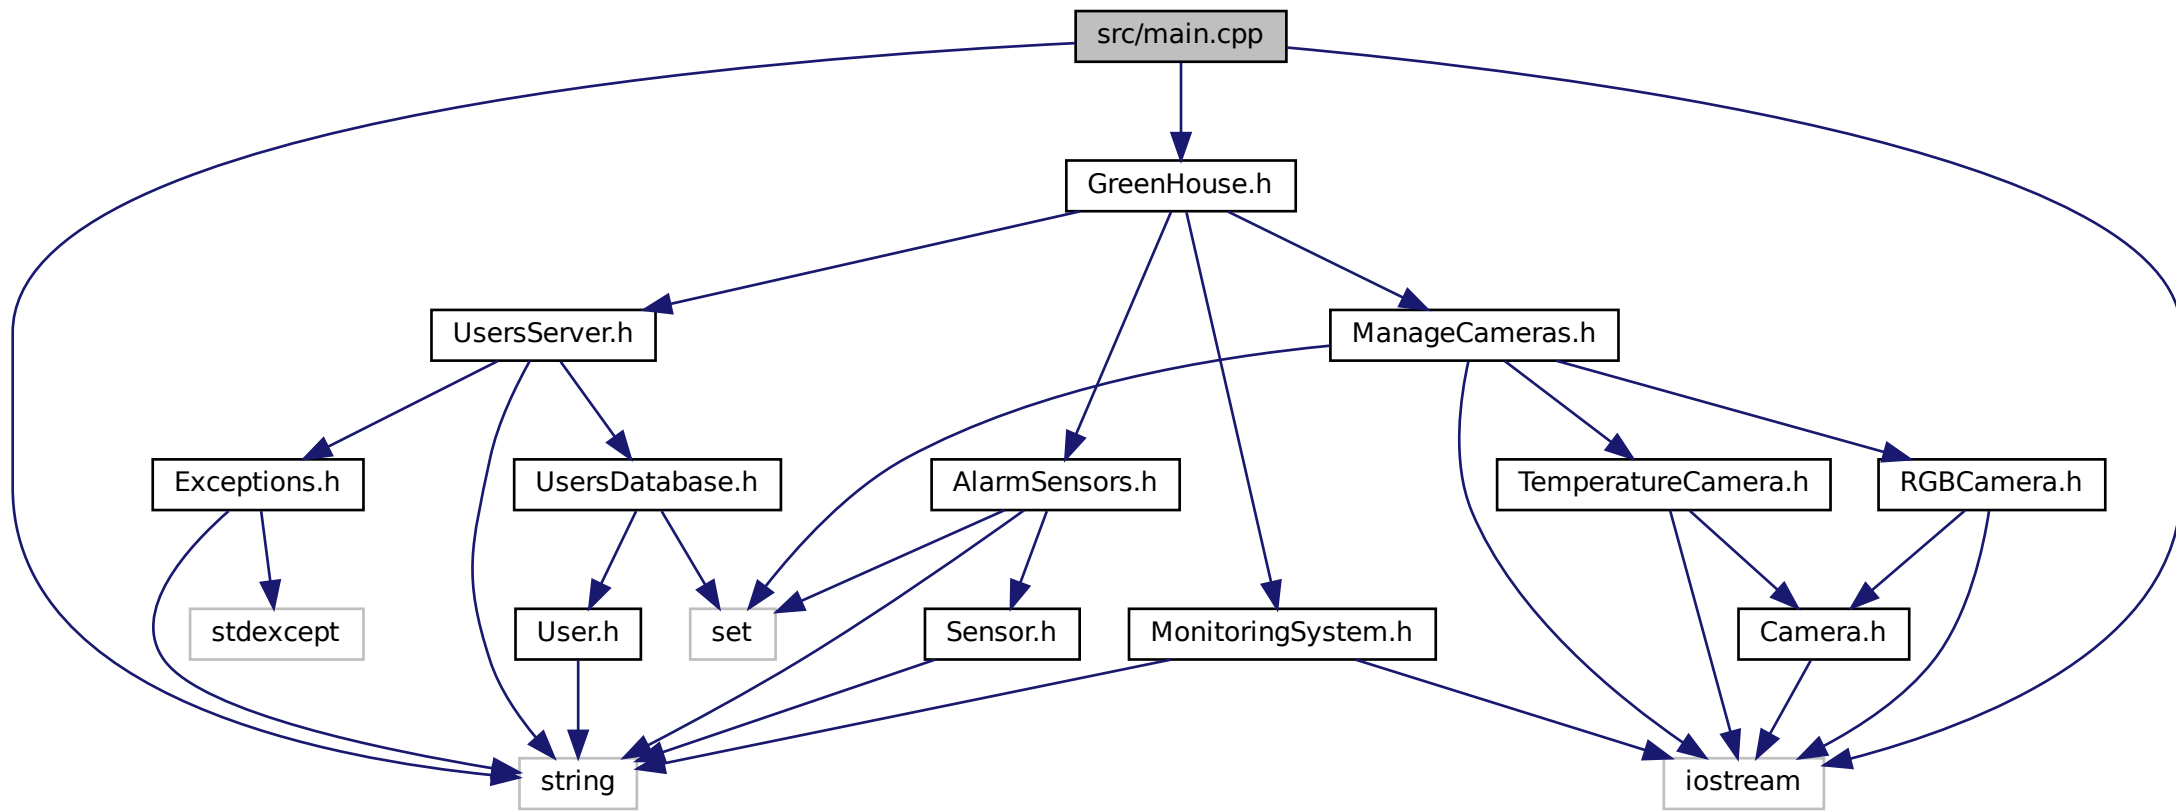 src/main.cpp
GreenHouse.h
UsersServer.h
ManageCameras.h
Exceptions.h
UsersDatabase.h
AlarmSensors.h
TemperatureCamera.h
RGBCamera.h
stdexcept
User.h
set
Sensor.h
MonitoringSystem.h
Camera.h
string
iostream